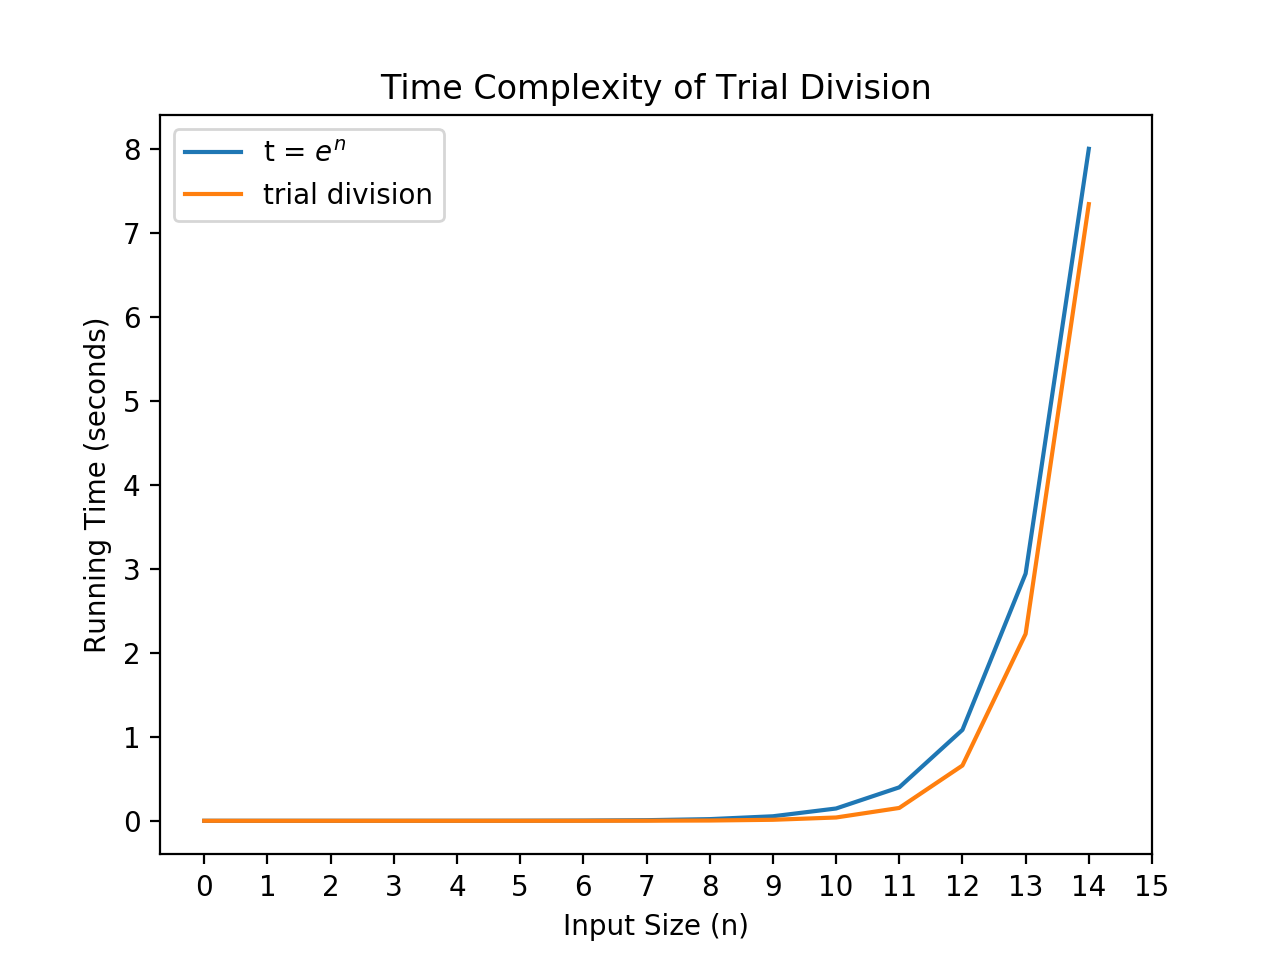 Time Complexity of Trial Division
t = eⁿ
trial division
Running Time (seconds)
8
7
6
5
4
3
2
1
0
0 1 2 3 4 5 6 7 8 9 10 11 12 13 14 15
Input Size (n)